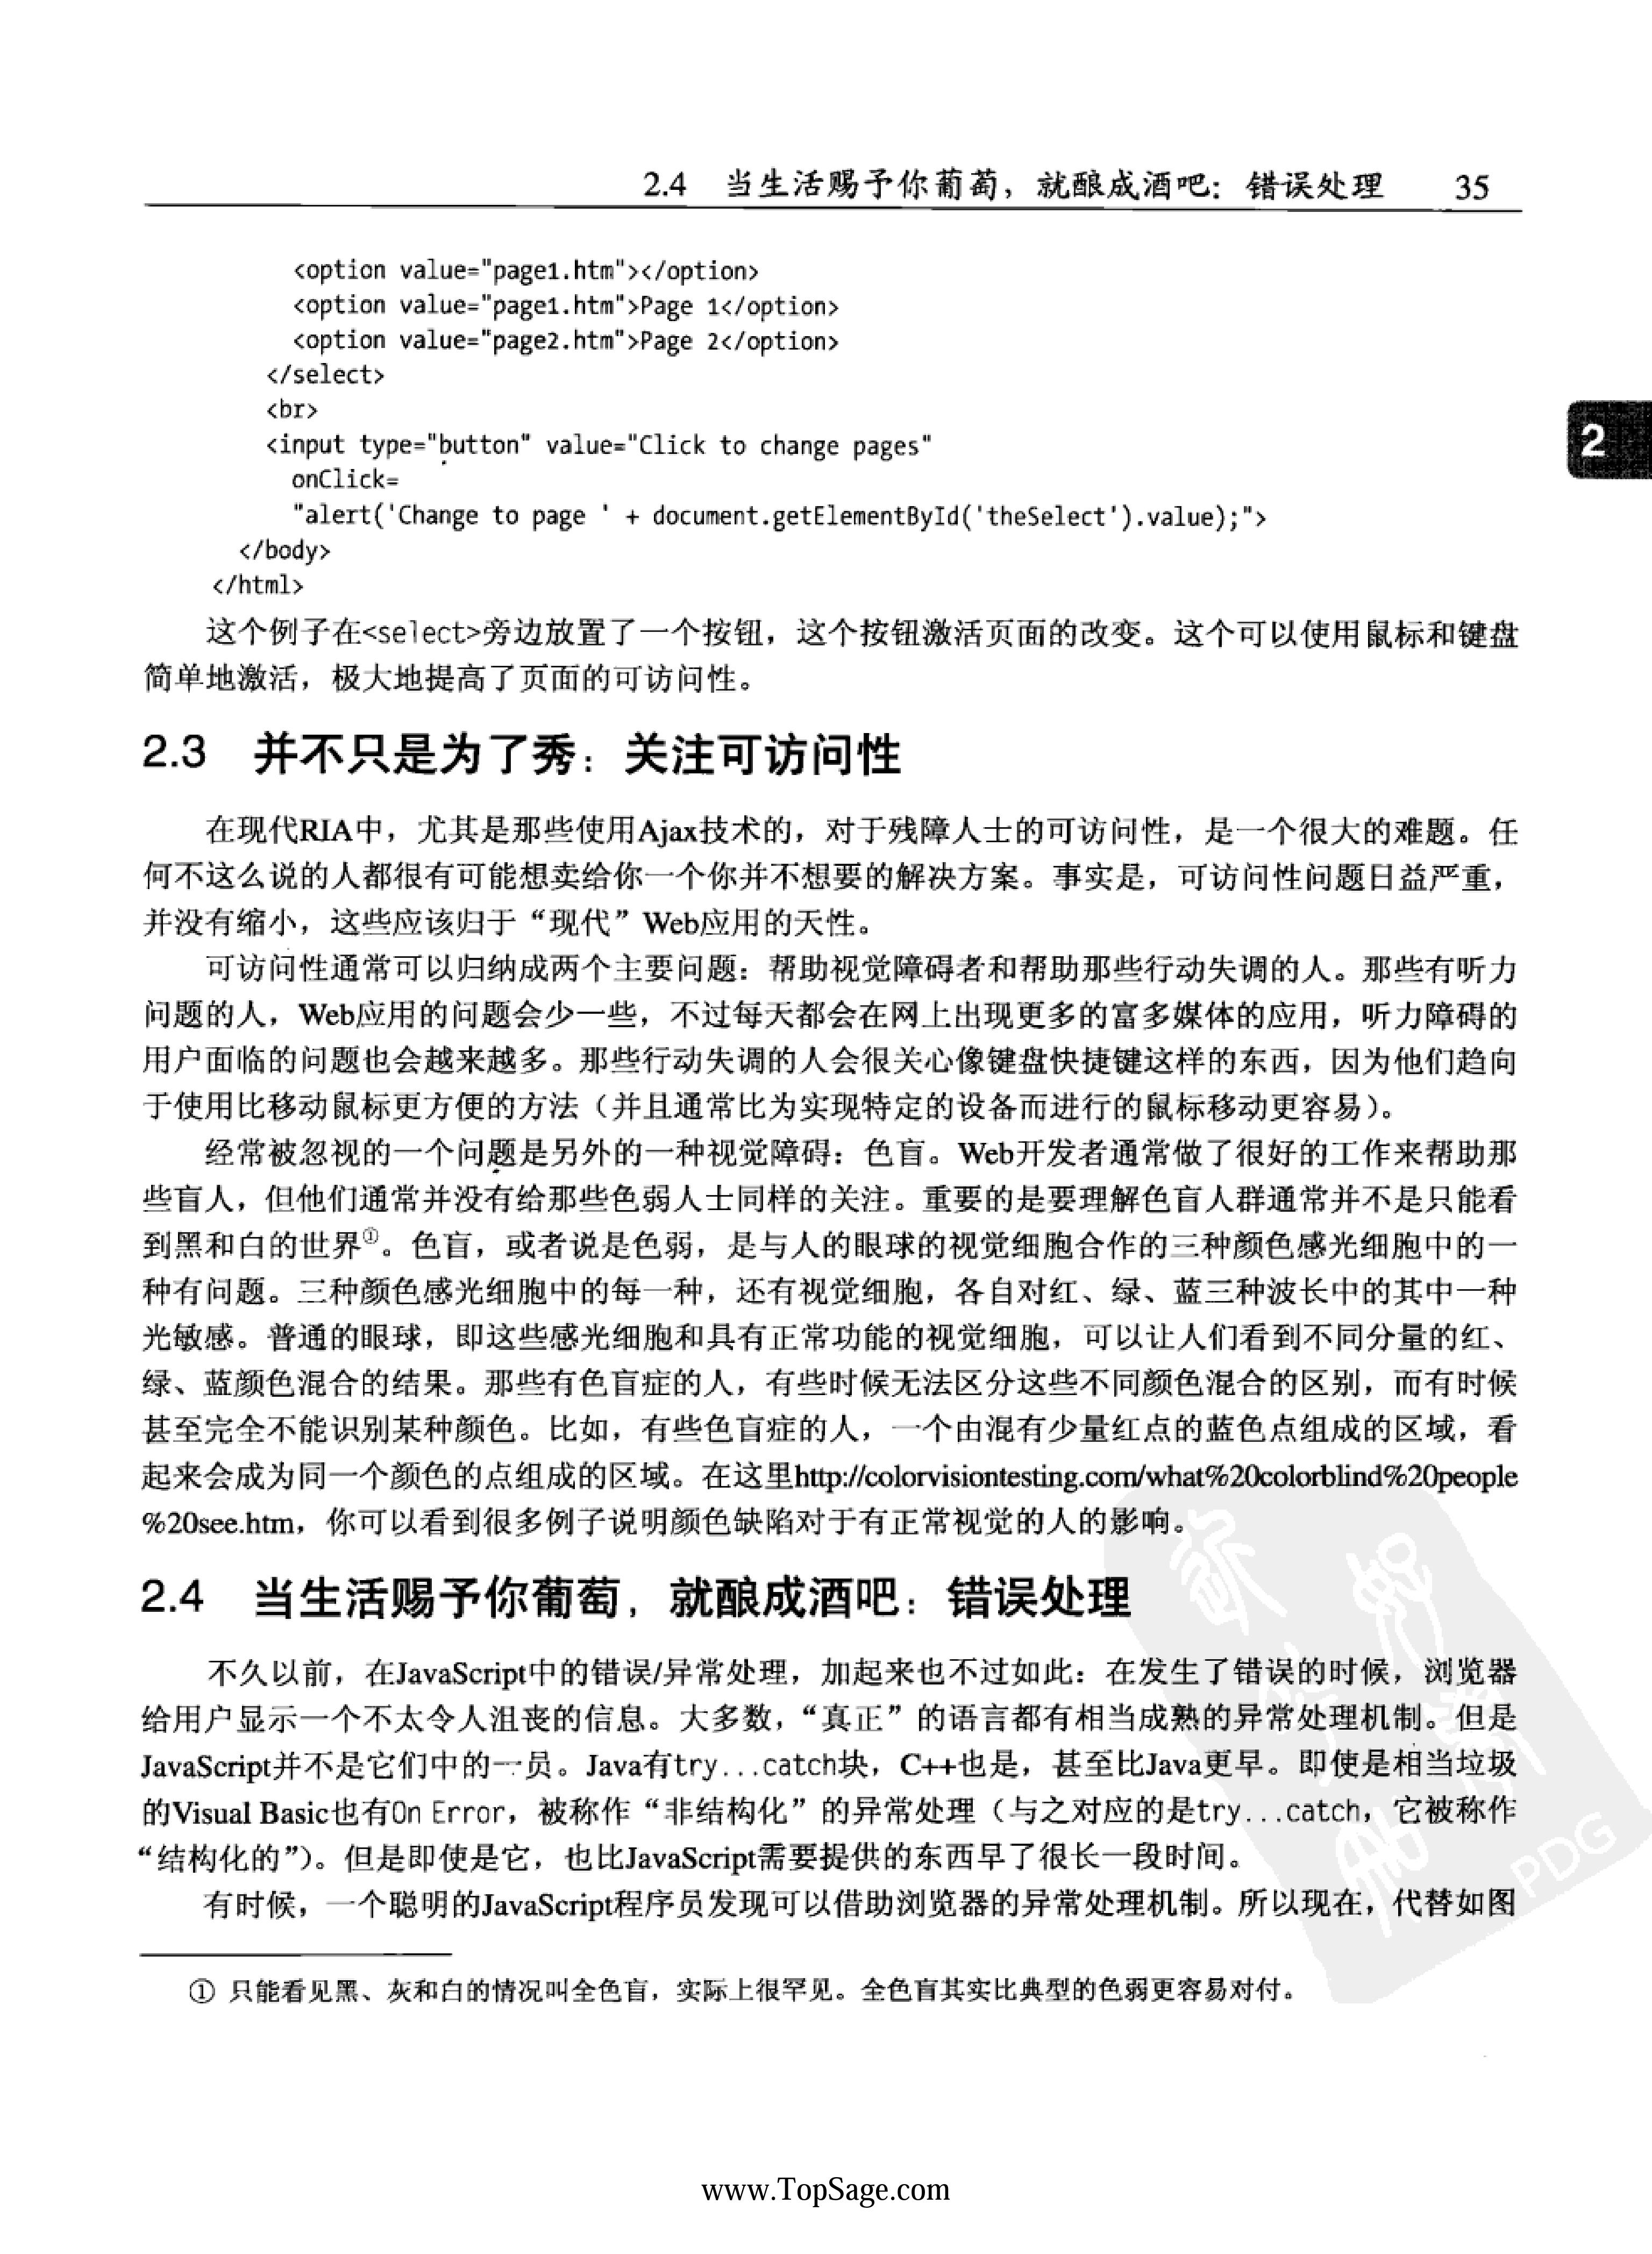 2.4 当生活赐予你葡萄，就酿成酒吧：错误处理 35
<option value="page1.htm"></option>
<option value="page1.htm">Page 1</option>
<option value="page2.htm">Page 2</option>
</select>
<br>
<input type="button" value="Click to change pages"
onClick=
"alert('Change to page ' + document.getElementById('theSelect').value);">
</body>
</html>
2
这个例子在<select>旁边放置了一个按钮，这个按钮激活页面的改变。这个可以使用鼠标和键盘
简单地激活，极大地提高了页面的可访问性。
2.3 并不只是为了秀：关注可访问性
在现代RIA中，尤其是那些使用Ajax技术的，对于残障人士的可访问性，是一个很大的难题。任
何不这么说的人都很有可能想卖给你一个你并不想要的解决方案。事实是，可访问性问题日益严重，
并没有缩小，这些应该归于“现代”Web应用的天性。
可访问性通常可以归纳成两个主要问题：帮助视觉障碍者和帮助那些行动失调的人。那些有听力
问题的人，Web应用的问题会少一些，不过每天都会在网上出现更多的富多媒体的应用，听力障碍的
用户面临的问题也会越来越多。那些行动失调的人会很关心像键盘快捷键这样的东西，因为他们趋向
于使用比移动鼠标更方便的方法（并且通常比为实现特定的设备而进行的鼠标移动更容易）。
经常被忽视的一个问题是另外的一种视觉障碍：色盲。Web开发者通常做了很好的工作来帮助那
些盲人，但他们通常并没有给那些色弱人士同样的关注。重要的是要理解色盲人群通常并不是只能看
到黑和白的世界①。色盲，或者说是色弱，是与人的眼球的视觉细胞合作的三种颜色感光细胞中的一
种有问题。三种颜色感光细胞中的每一种，还有视觉细胞，各自对红、绿、蓝三种波长中的其中一种
光敏感。普通的眼球，即这些感光细胞和具有正常功能的视觉细胞，可以让人们看到不同分量的红、
绿、蓝颜色混合的结果。那些有色盲症的人，有些时候无法区分这些不同颜色混合的区别，而有时候
甚至完全不能识别某种颜色。比如，有些色盲症的人，一个由混有少量红点的蓝色点组成的区域，看
起来会成为同一个颜色的点组成的区域。在这里http://colorvisiontesting.com/what%20colorblind%20people
%20see.htm，你可以看到很多例子说明颜色缺陷对于有正常视觉的人的影响。
2.4 当生活赐予你葡萄，就酿成酒吧：错误处理
不久以前，在JavaScript中的错误/异常处理，加起来也不过如此：在发生了错误的时候，浏览器
给用户显示一个不太令人沮丧的信息。大多数，“真正”的语言都有相当成熟的异常处理机制。但是
JavaScript并不是它们中的一员。Java有try...catch块，C++也是，甚至比Java更早。即使是相当垃圾
的Visual Basic也有On Error，被称作“非结构化”的异常处理（与之对应的是try...catch，它被称作
“结构化的”）。但是即使是它，也比JavaScript需要提供的东西早了很长一段时间。
有时候，一个聪明的JavaScript程序员发现可以借助浏览器的异常处理机制。所以现在，代替如图
① 只能看见黑、灰和白的情况叫全色盲，实际上很罕见。全色盲其实比典型的色弱更容易对付。
PDG
www.TopSage.com